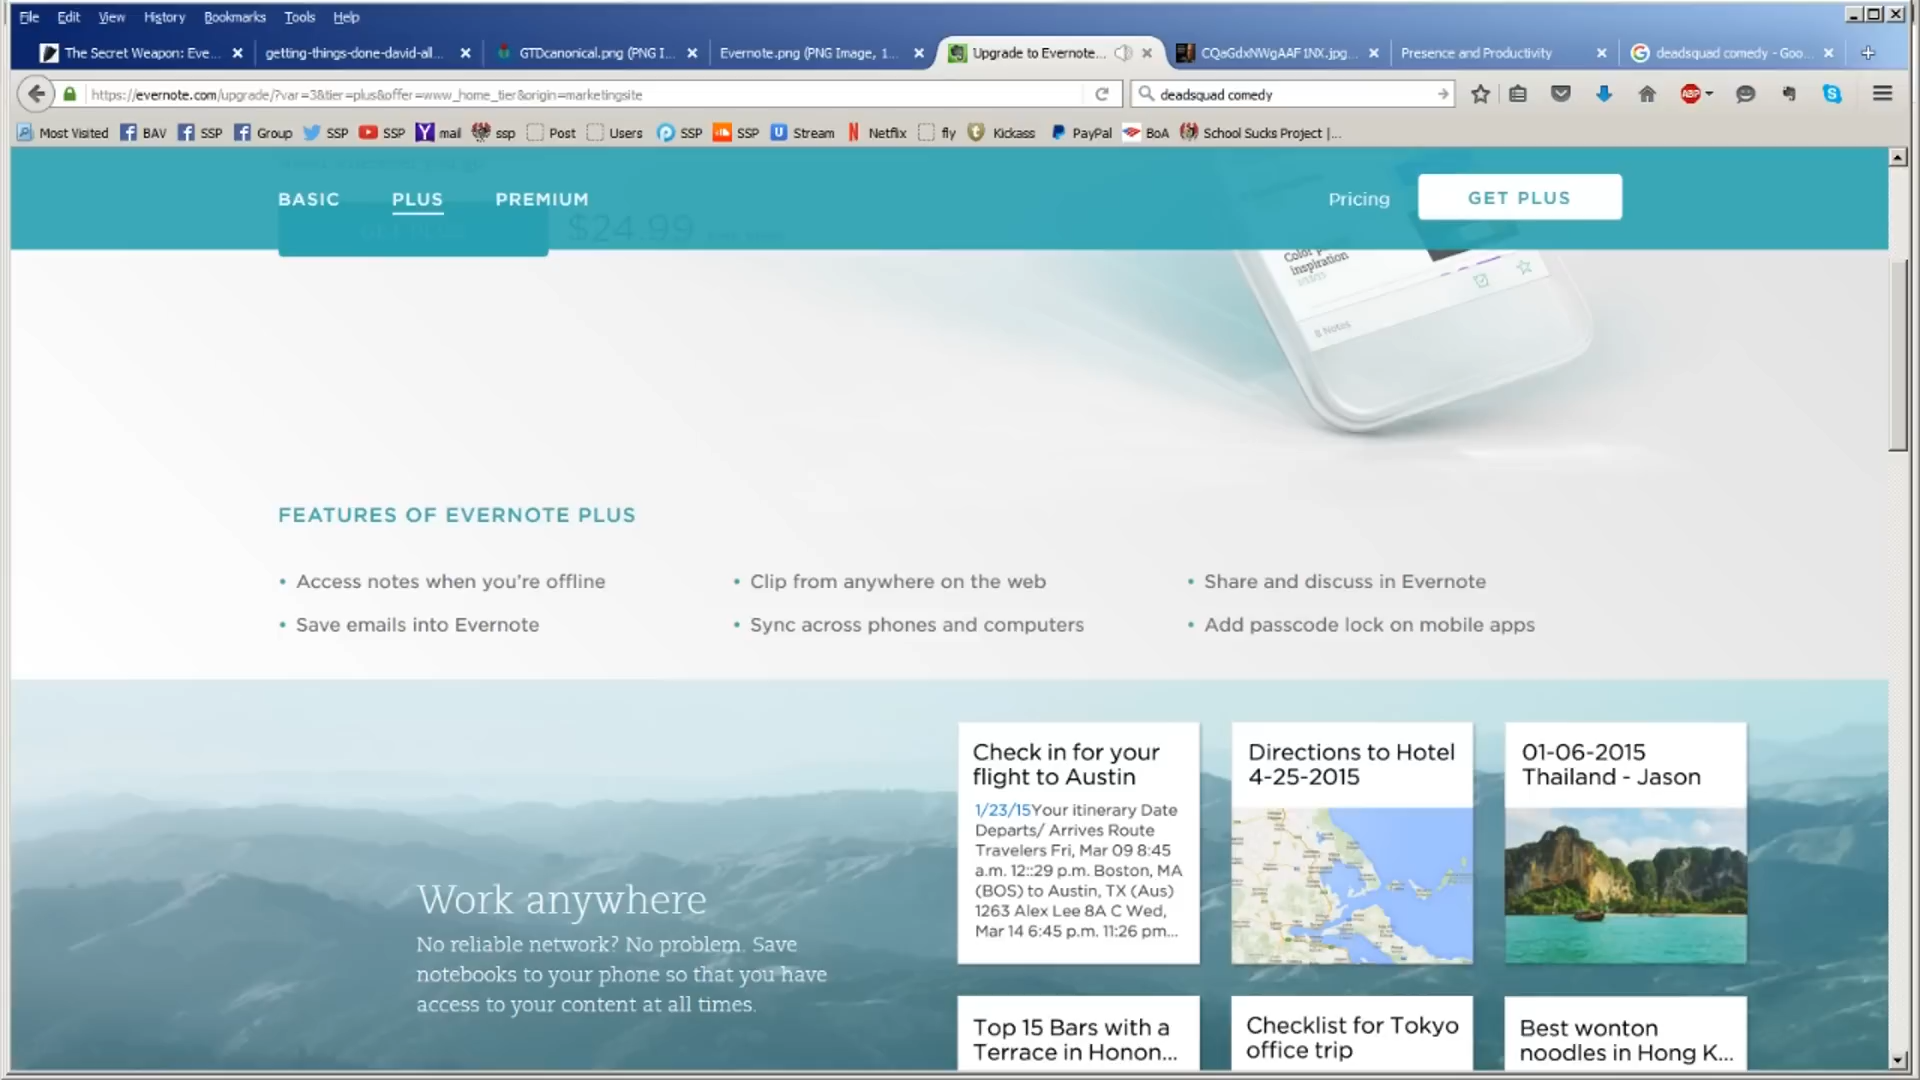 File Edit View History Bookmarks Tools Help
The Secret Weapon: Eve...
getting-things-done-david-all...
GTDcanonical.png (PNG I...
Evernote.png (PNG Image, 1...
Upgrade to Evernote...
CQaGdxNWgAAF1NX.jpg...
Presence and Productivity
deadsquad comedy - Goo...
https://evernote.com/upgrade/?var=3&tier=plus&offer=www_home_tier&origin=marketingsite
deadsquad comedy
ABP
Most Visited BAV SSP Group SSP SSP mail ssp Post Users SSP SSP Stream Netflix fly Kickass PayPal BoA School Sucks Project |...
BASIC PLUS PREMIUM Pricing GET PLUS
$24.99
Inspiration
8 Notes
FEATURES OF EVERNOTE PLUS
• Access notes when you're offline
• Clip from anywhere on the web
• Share and discuss in Evernote
• Save emails into Evernote
• Sync across phones and computers
• Add passcode lock on mobile apps
Work anywhere
No reliable network? No problem. Save
notebooks to your phone so that you have
access to your content at all times.
Check in for your
flight to Austin
1/23/15Your itinerary Date
Departs/ Arrives Route
Travelers Fri, Mar 09 8:45
a.m. 12::29 p.m. Boston, MA
(BOS) to Austin, TX (Aus)
1263 Alex Lee 8A C Wed,
Mar 14 6:45 p.m. 11:26 pm...
Directions to Hotel
4-25-2015
01-06-2015
Thailand - Jason
Top 15 Bars with a
Terrace in Honon...
Checklist for Tokyo
office trip
Best wonton
noodles in Hong K...